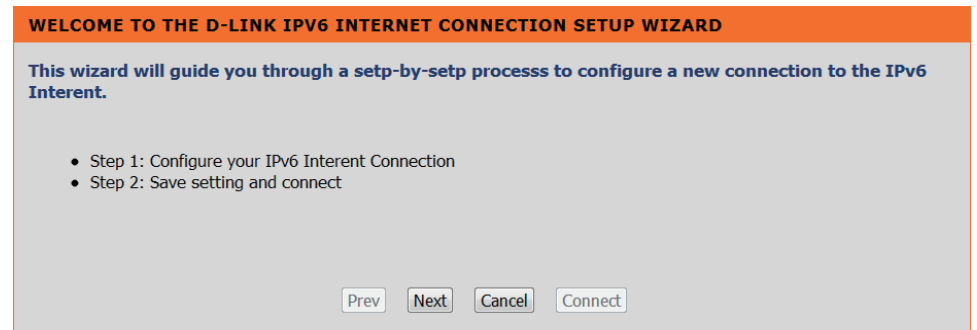 WELCOME TO THE D-LINK IPV6 INTERNET CONNECTION SETUP WIZARD
This wizard will guide you through a setp-by-setp processs to configure a new connection to the IPv6
Interent.
• Step 1: Configure your IPv6 Interent Connection
• Step 2: Save setting and connect
Prev Next Cancel Connect